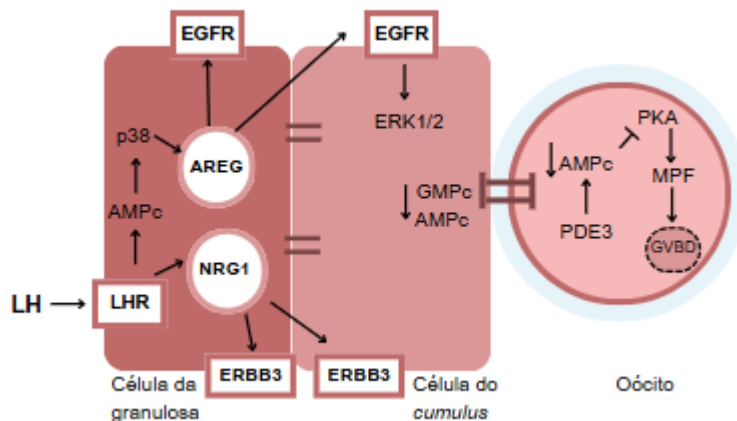 EGFR
EGFR
p38
AREG
ERK1/2
PKA
AMPc
MPF
AMPc
GMPc
AMPc
PDE3
GVBD
NRG1
LH
LHR
ERBB3
ERBB3
Célula da
granulosa
Célula do
cumulus
Oócito